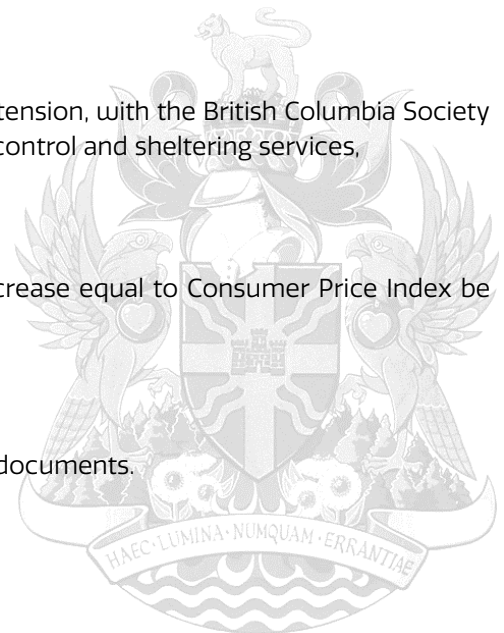 tension, with the British Columbia Society
control and sheltering services,
crease equal to Consumer Price Index be
documents.
HAEC·LUMINA·NUMQUAM·ERRANTIAE